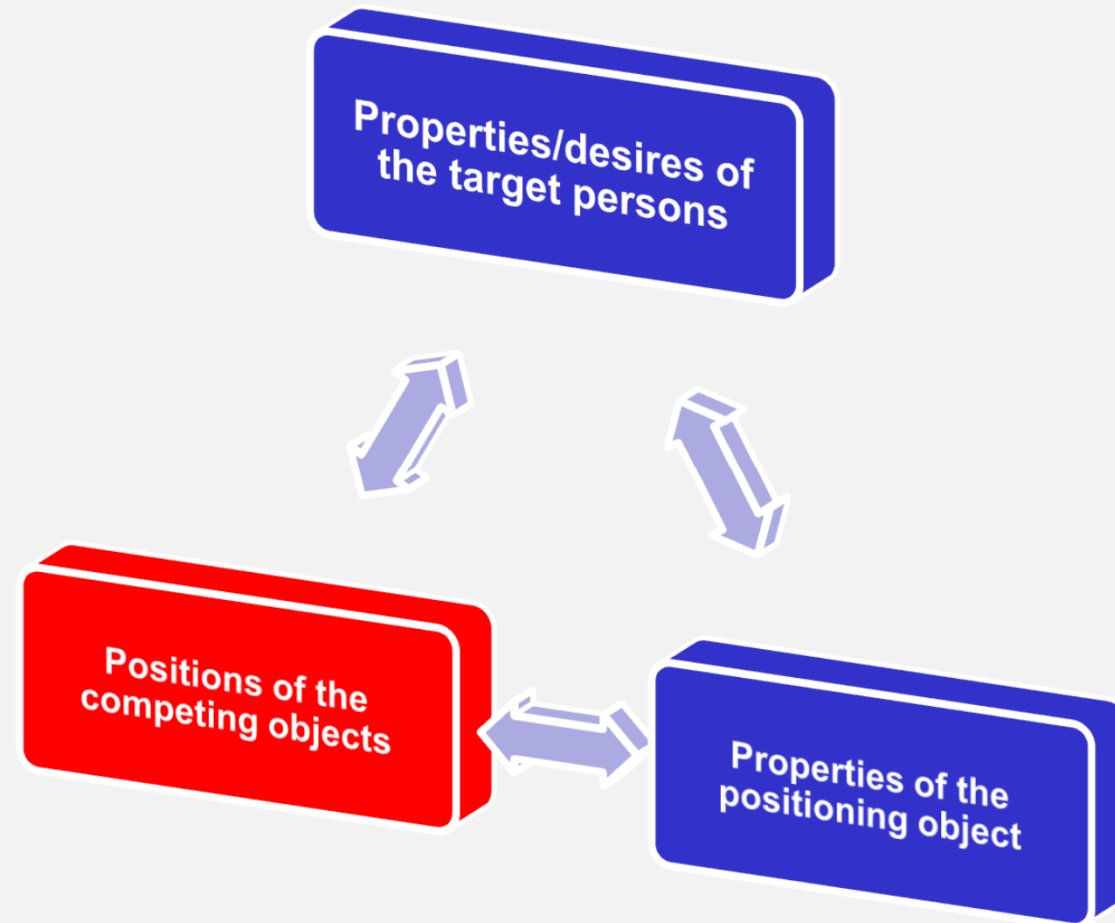 Properties/desires of
the target persons
Positions of the
competing objects
Properties of the
positioning object